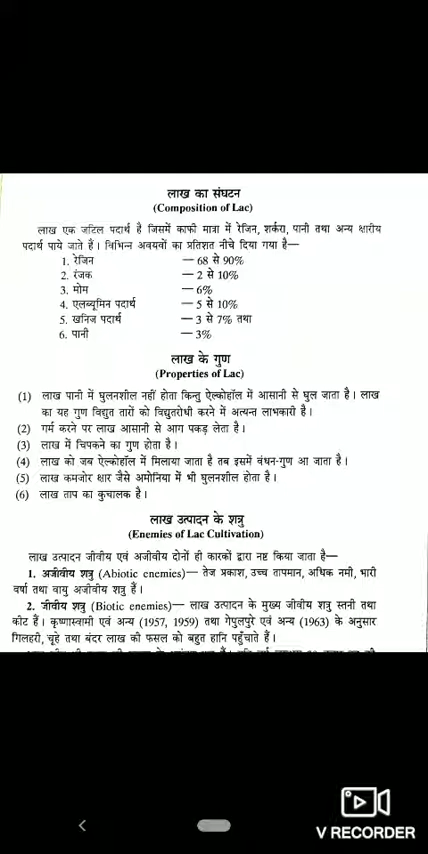 लाख का संघटन
(Composition of Lac)
लाख एक जटिल पदार्थ है जिसमें काफी मात्रा में रेजिन, शर्करा, पानी तथा अन्य क्षारीय
पदार्थ पाये जाते हैं। विभिन्न अवयवों का प्रतिशत नीचे दिया गया है—
1. रेजिन — 68 से 90%
2. रंजक — 2 से 10%
3. मोम — 6%
4. एलब्यूमिन पदार्थ — 5 से 10%
5. खनिज पदार्थ — 3 से 7% तथा
6. पानी — 3%
लाख के गुण
(Properties of Lac)
(1) लाख पानी में घुलनशील नहीं होता किन्तु ऐल्कोहॉल में आसानी से घुल जाता है। लाख
का यह गुण विद्युत तारों को विद्युतरोधी करने में अत्यन्त लाभकारी है।
(2) गर्म करने पर लाख आसानी से आग पकड़ लेता है।
(3) लाख में चिपकने का गुण होता है।
(4) लाख को जब ऐल्कोहॉल में मिलाया जाता है तब इसमें बंधन-गुण आ जाता है।
(5) लाख कमजोर क्षार जैसे अमोनिया में भी घुलनशील होता है।
(6) लाख ताप का कुचालक है।
लाख उत्पादन के शत्रु
(Enemies of Lac Cultivation)
लाख उत्पादन जीवीय एवं अजीवीय दोनों ही कारकों द्वारा नष्ट किया जाता है—
1. अजीवीय शत्रु (Abiotic enemies)— तेज प्रकाश, उच्च तापमान, अधिक नमी, भारी
वर्षा तथा वायु अजीवीय शत्रु हैं।
2. जीवीय शत्रु (Biotic enemies)— लाख उत्पादन के मुख्य जीवीय शत्रु स्तनी तथा
कीट हैं। कृष्णास्वामी एवं अन्य (1957, 1959) तथा गेपुलपुरे एवं अन्य (1963) के अनुसार
गिलहरी, चूहे तथा बंदर लाख की फसल को बहुत हानि पहुँचाते हैं।
V RECORDER